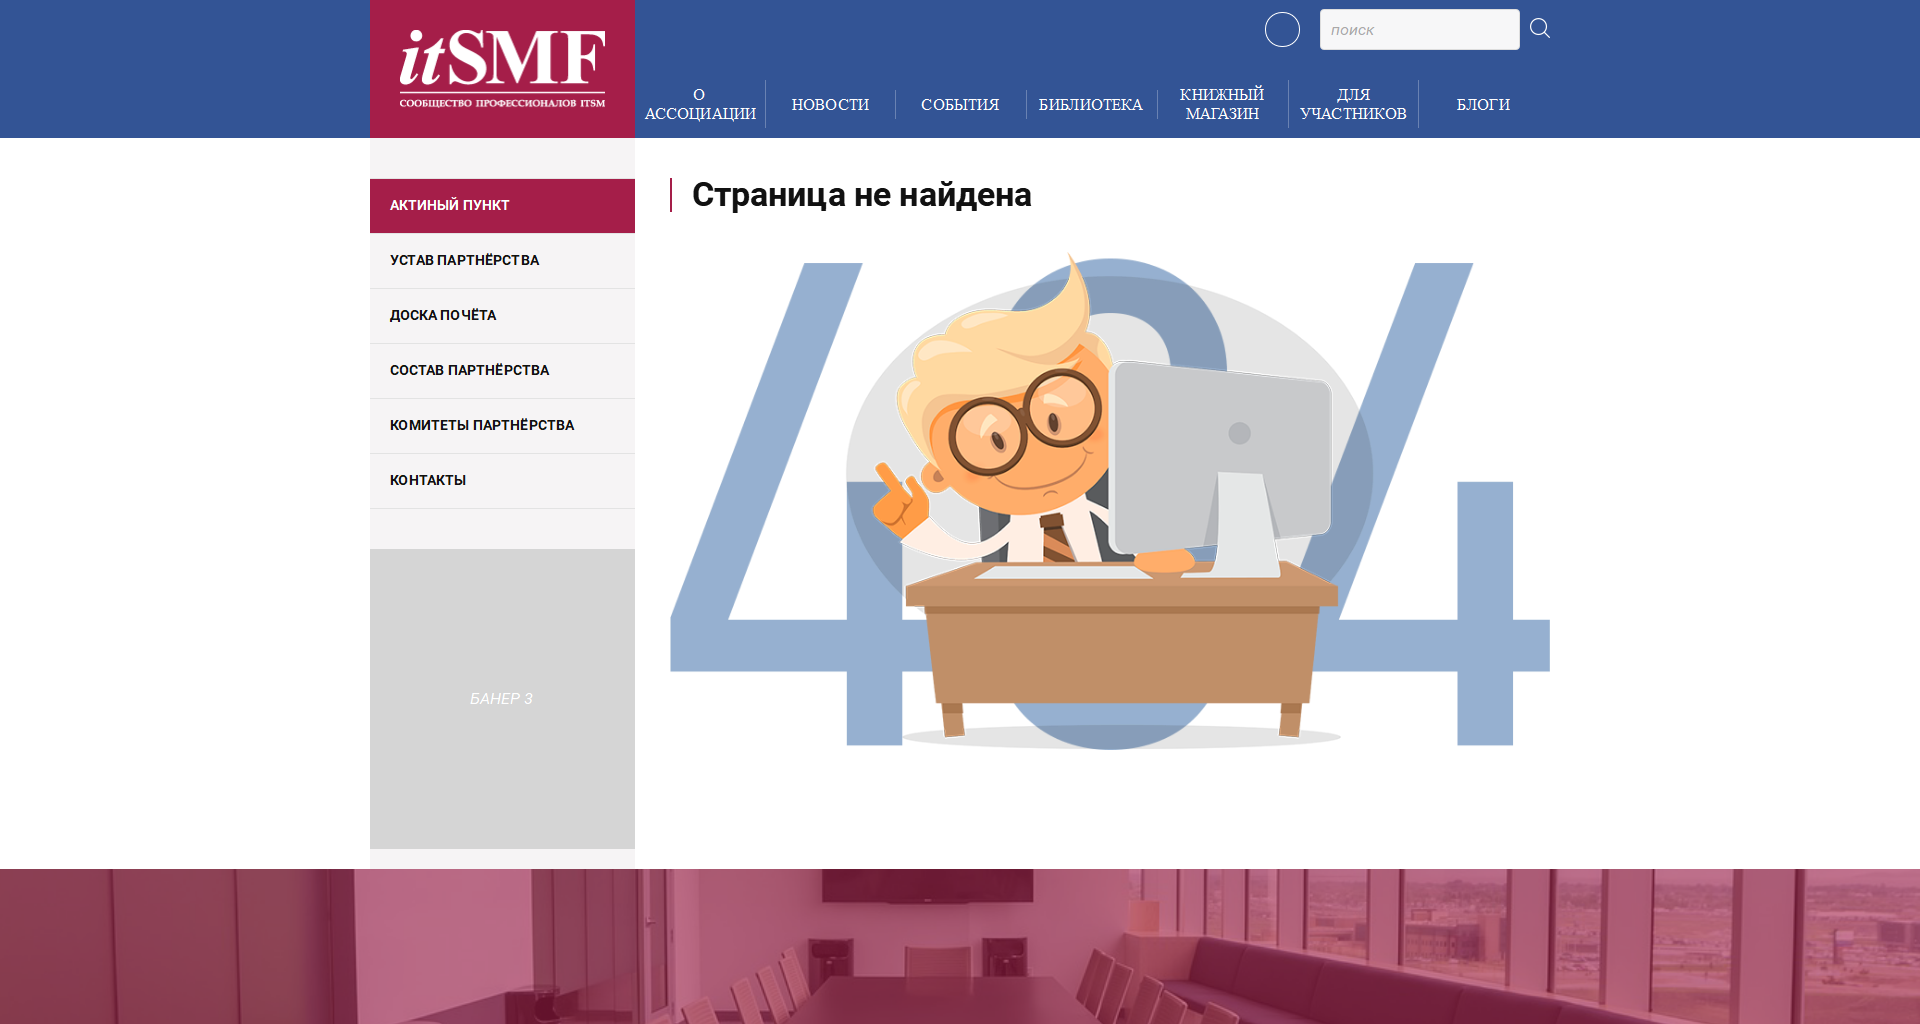 itSMF
СООБЩЕСТВО ПРОФЕССИОНАЛОВ ITSM
поиск
О
АССОЦИАЦИИ
НОВОСТИ
СОБЫТИЯ
БИБЛИОТЕКА
КНИЖНЫЙ
МАГАЗИН
ДЛЯ
УЧАСТНИКОВ
БЛОГИ
АКТИНЫЙ ПУНКТ
УСТАВ ПАРТНЁРСТВА
ДОСКА ПОЧЁТА
СОСТАВ ПАРТНЁРСТВА
КОМИТЕТЫ ПАРТНЁРСТВА
КОНТАКТЫ
БАНЕР 3
Страница не найдена
404